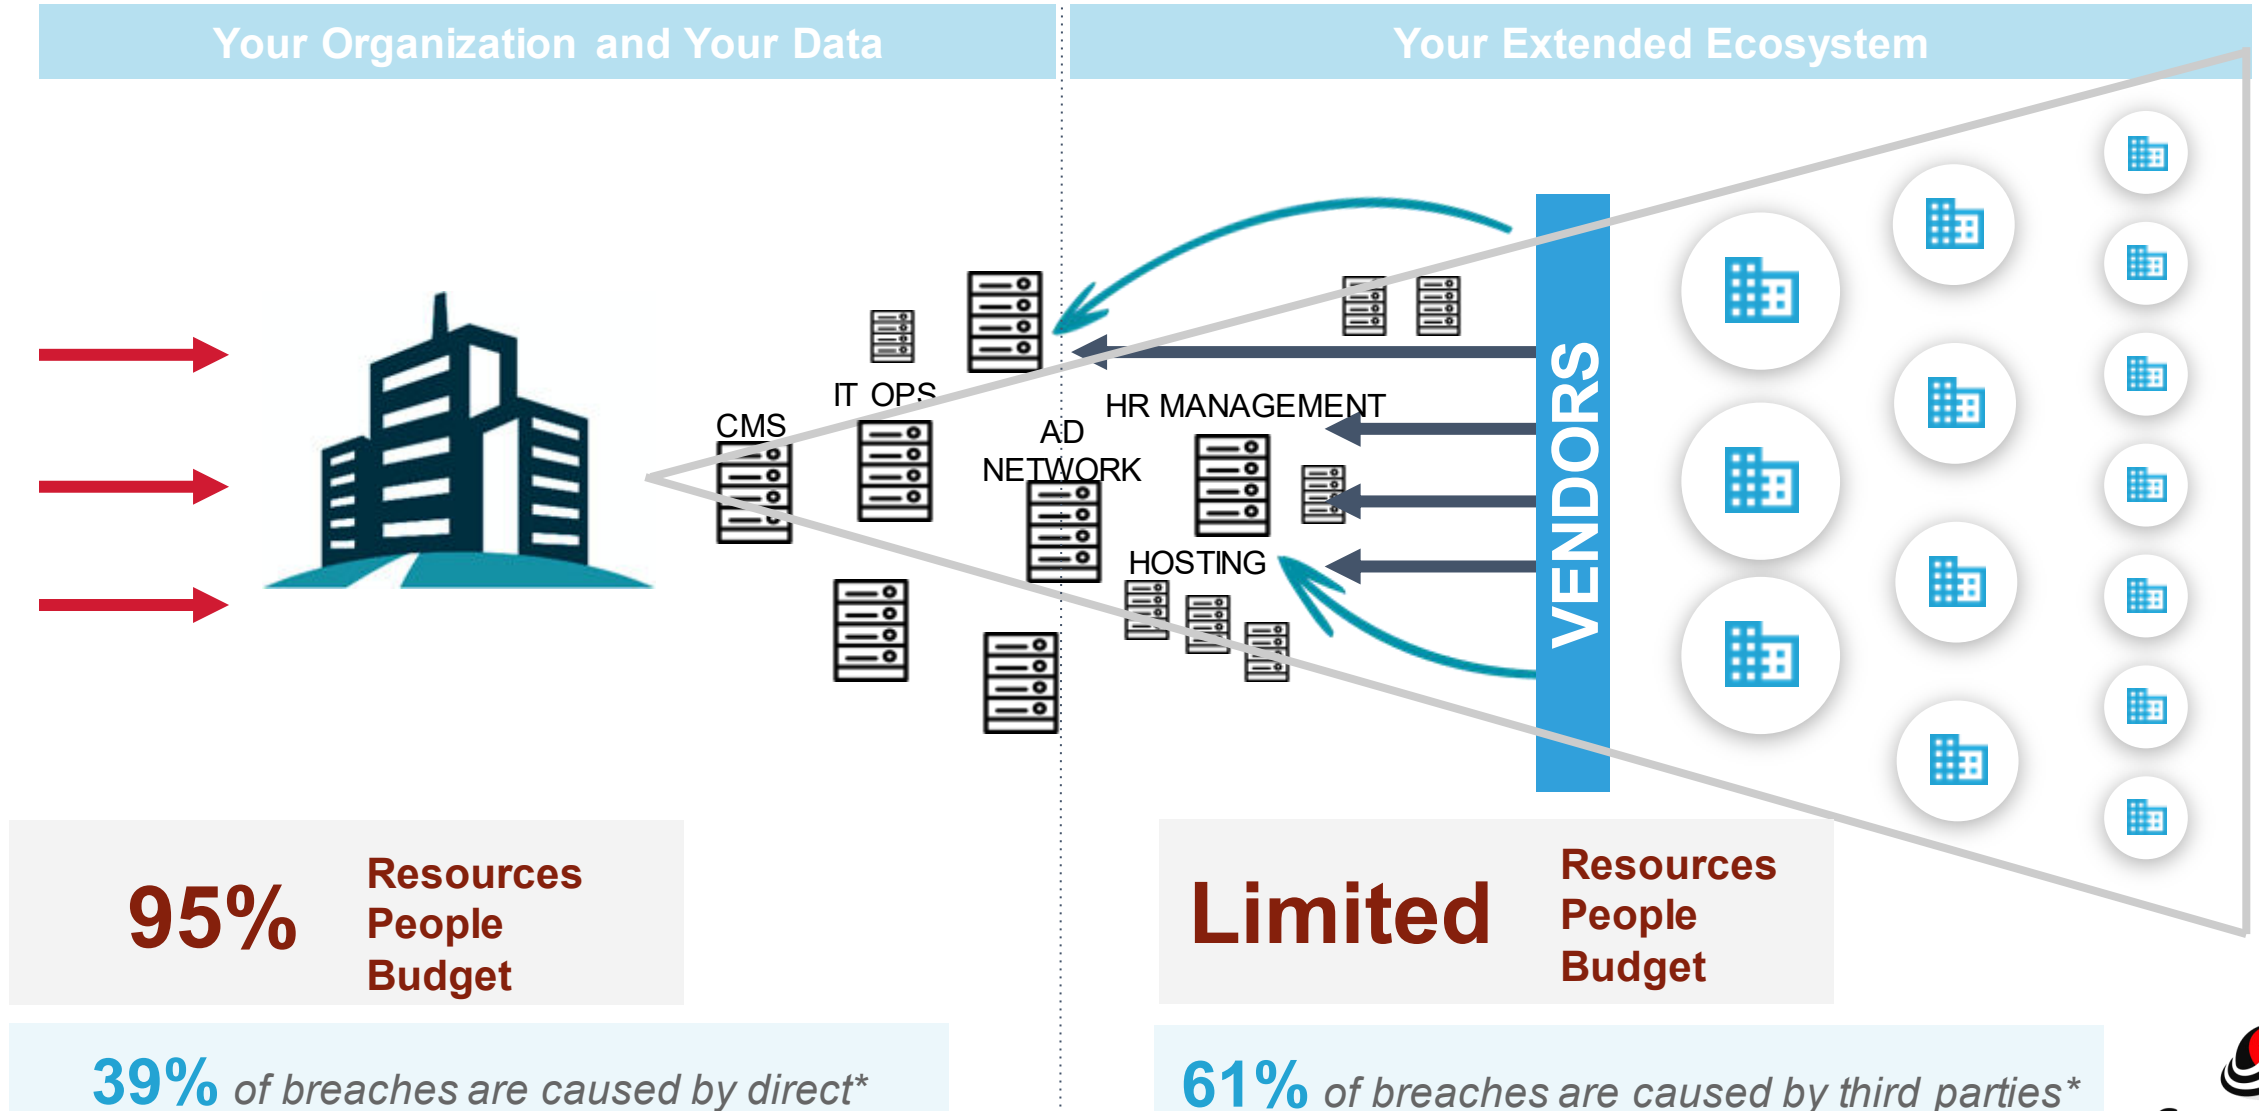 Your Organization and Your Data
Your Extended Ecosystem
IT OPS
CMS
AD
NETWORK
HR MANAGEMENT
HOSTING
VENDORS
95%
Resources
People
Budget
Limited
Resources
People
Budget
39% of breaches are caused by direct*
61% of breaches are caused by third parties*